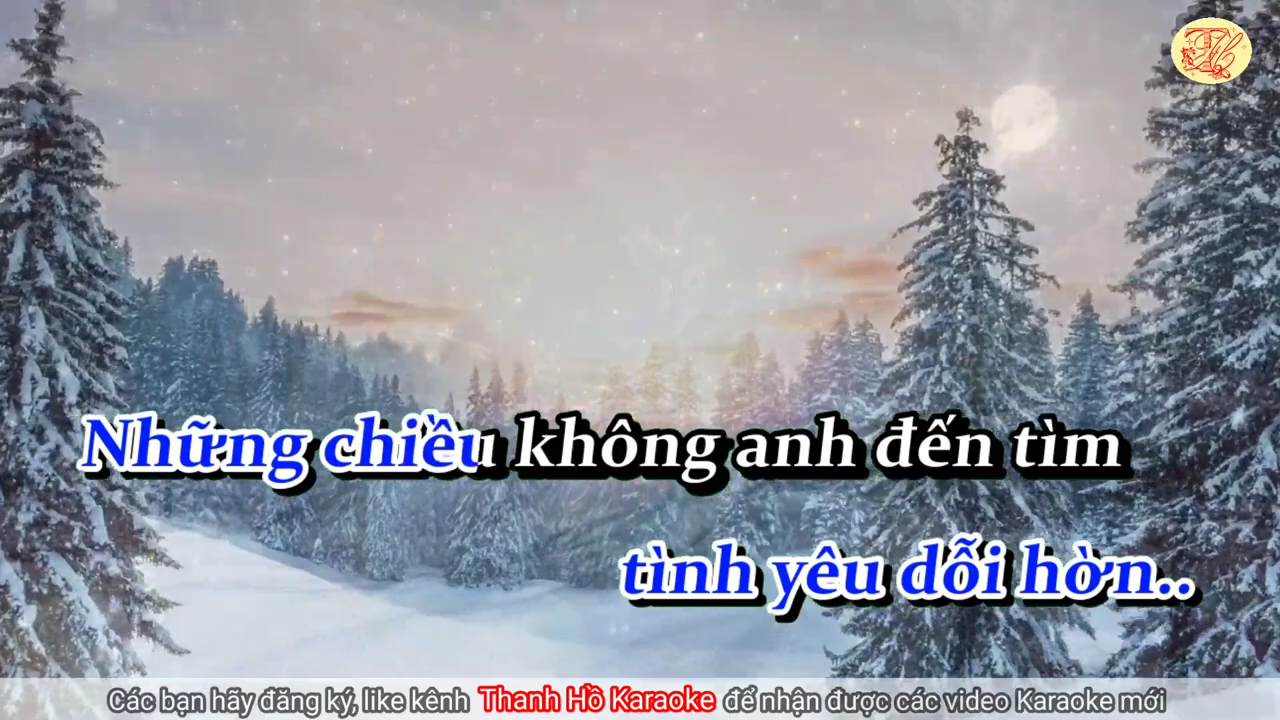 Những chiều không anh đến tìm
tình yêu dỗi hờn..
Các bạn hãy đăng ký, like kênh Thanh Hồ Karaoke để nhận được các video Karaoke mới